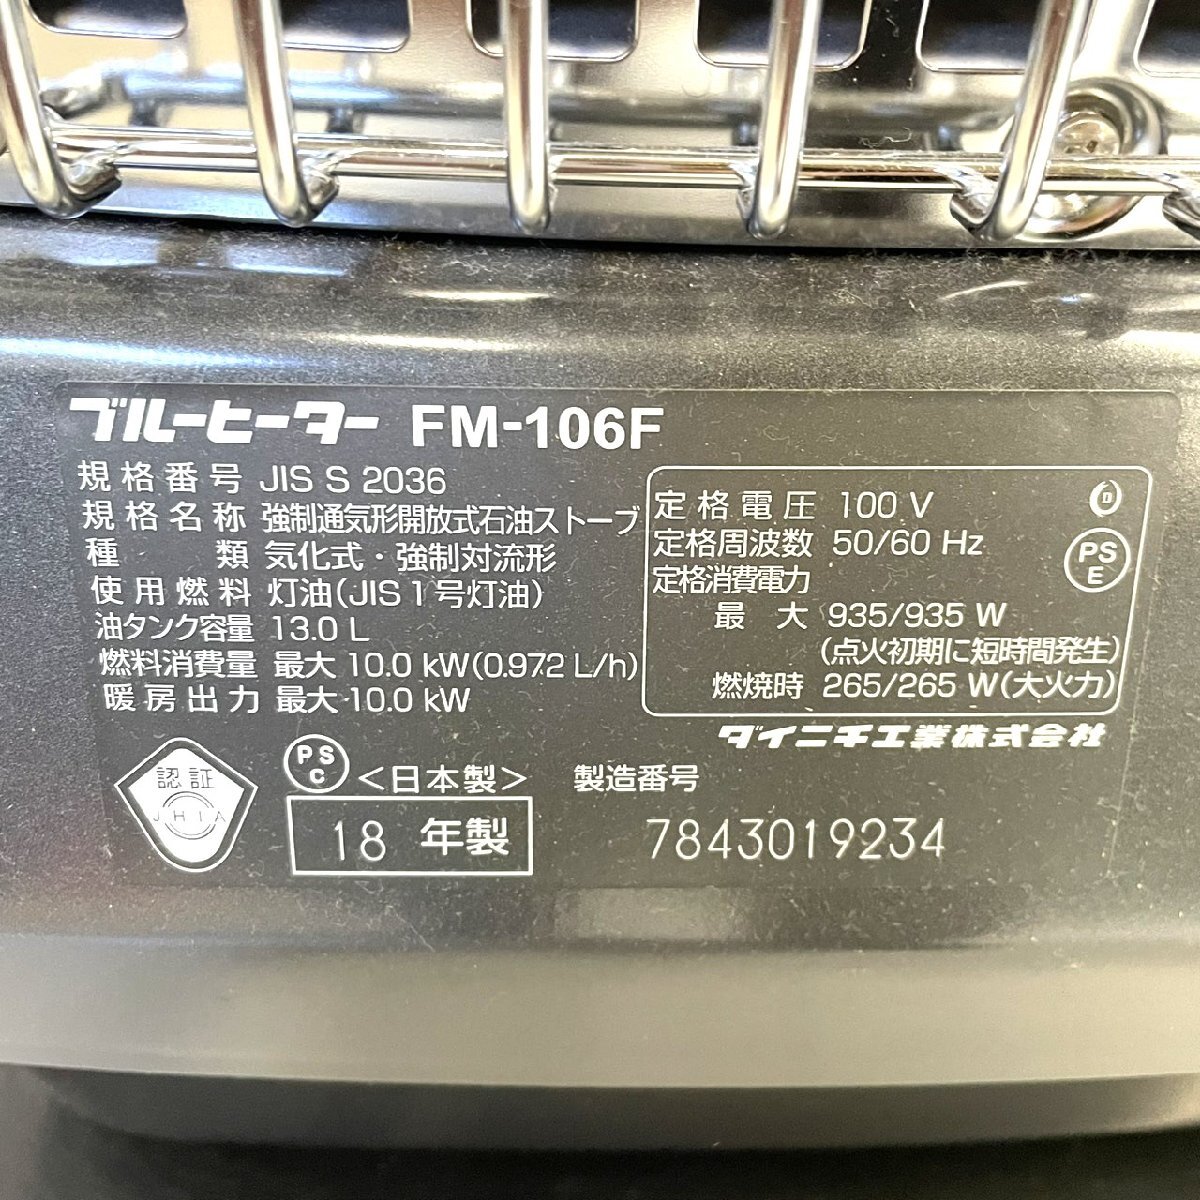 ブルーヒーター FM-106F
規格番号 JIS S 2036
規格名称 強制通気形開放式石油ストーブ
種類 気化式・強制対流形
使用燃料 灯油(JIS1号灯油)
油タンク容量 13.0 L
燃料消費量 最大 10.0 kW(0.972 L/h)
暖房出力 最大 10.0 kW
定格電圧 100 V
定格周波数 50/60 Hz
定格消費電力
最大 935/935 W
(点火初期に短時間発生)
燃焼時 265/265 W(大火力)
D
PS
E
ダイニチ工業株式会社
認証
JHIA
PS
C
<日本製>
18 年製
製造番号
7843019234